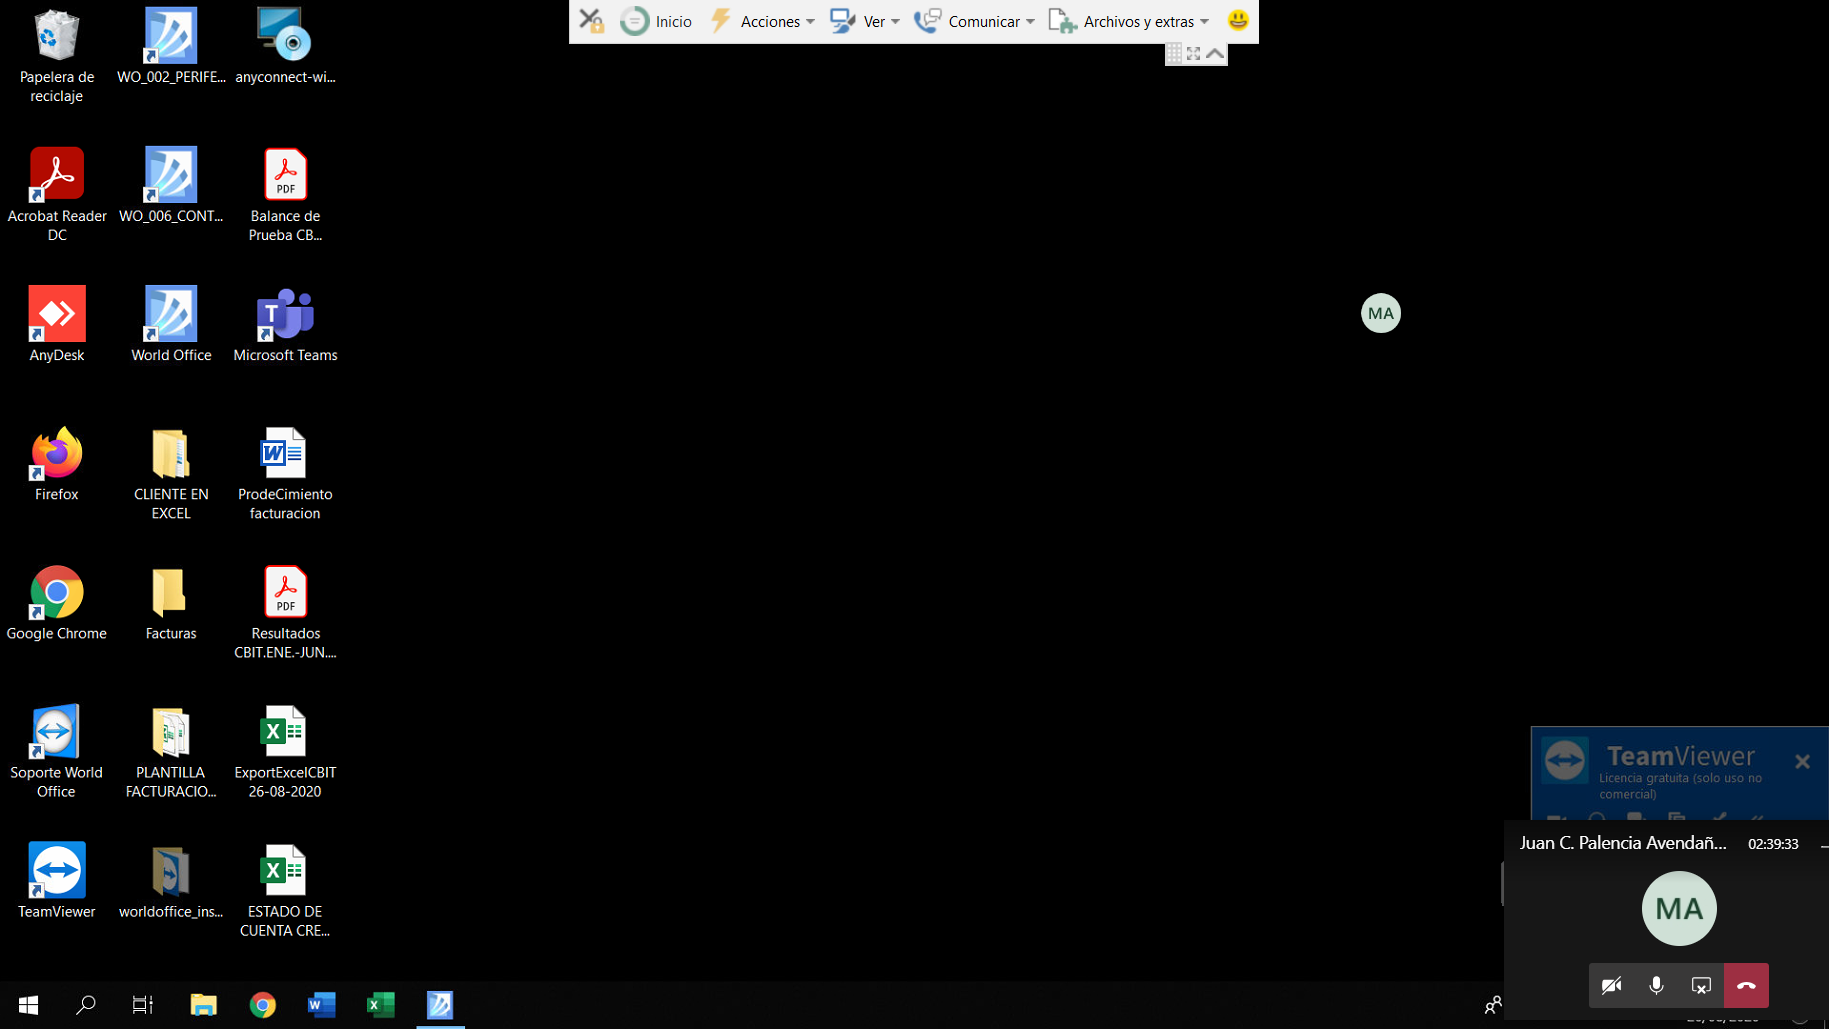 Inicio
Acciones
Ver
Comunicar
Archivos y extras
Papelera de
reciclaje
WO_002_PERIFE...
anyconnect-wi...
Acrobat Reader
DC
WO_006_CONT...
PDF
Balance de
Prueba CB...
AnyDesk
World Office
T
Microsoft Teams
MA
Firefox
CLIENTE EN
EXCEL
W
ProdeCimiento
facturacion
Google Chrome
Facturas
PDF
Resultados
CBIT.ENE.-JUN....
Soporte World
Office
PLANTILLA
FACTURACIO...
X
ExportExcelCBIT
26-08-2020
TeamViewer
worldoffice_ins...
X
ESTADO DE
CUENTA CRE...
TeamViewer
Licencia gratuita (solo uso no
comercial)
Juan C. Palencia Avendañ...
02:39:33
MA
W
X